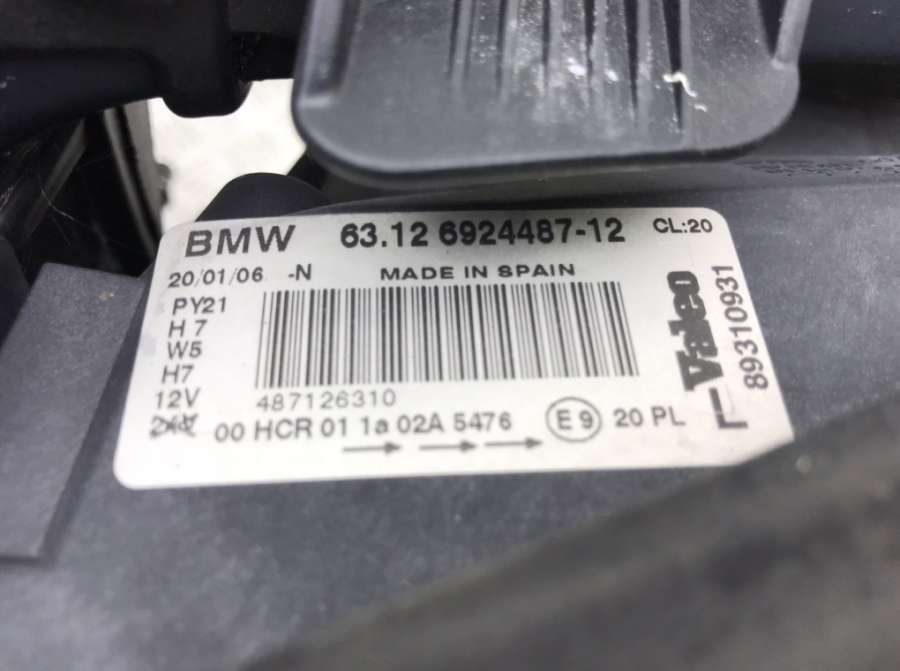 BMW 63.12 6924487-12 CL:20
20/01/06 -N MADE IN SPAIN
PY21
H7
W5
H7
12V
487126310
00 HCR 01 1a 02A 5476 E9 20 PL
L Valeo
89310931